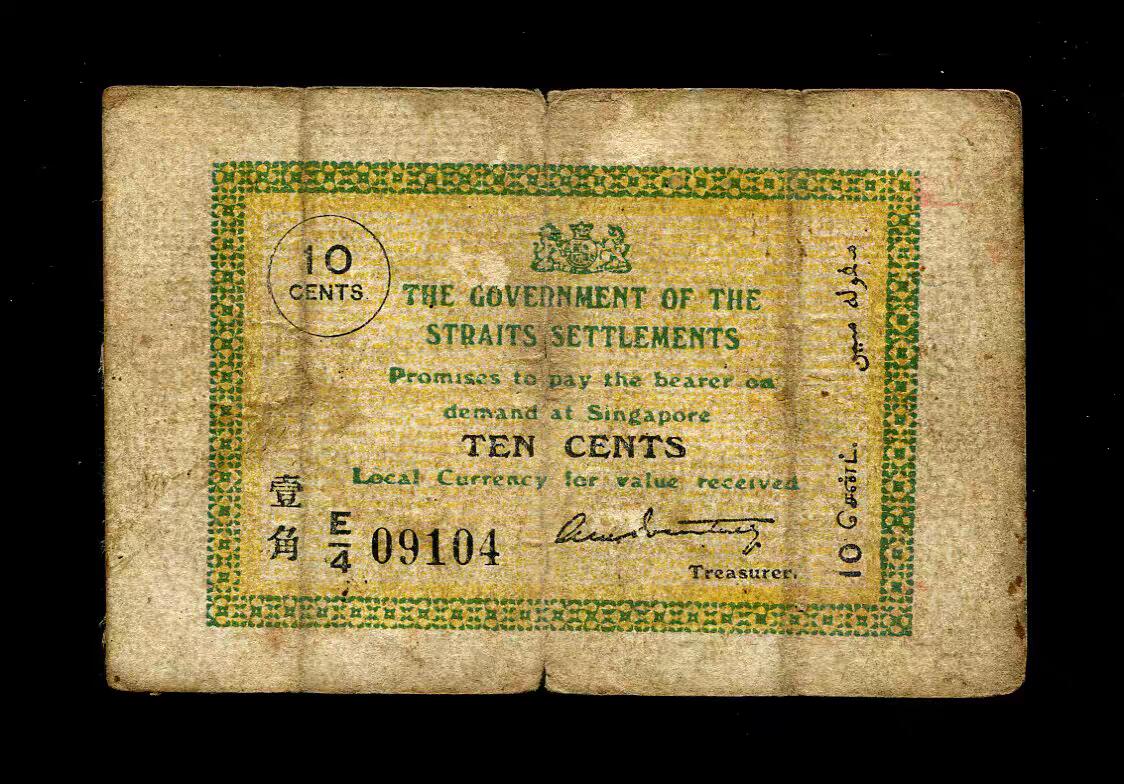 10
CENTS.
THE GOVERNMENT OF THE
STRAITS SETTLEMENTS
Promises to pay the bearer on
demand at Singapore
TEN CENTS
Local Currency for value received
壹
角
E/4 09104
Treasurer.
10 செண்ட்.